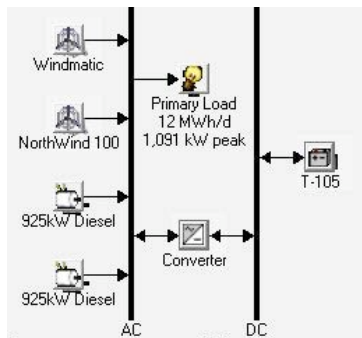 Windmatic
NorthWind 100
925kW Diesel
925kW Diesel
Primary Load
12 MWh/d
1,091 kW peak
Converter
T-105
AC
DC